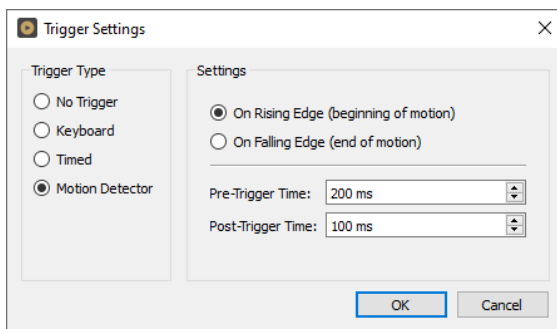 Trigger Settings
Trigger Type
No Trigger
Keyboard
Timed
Motion Detector
Settings
On Rising Edge (beginning of motion)
On Falling Edge (end of motion)
Pre-Trigger Time: 200 ms
Post-Trigger Time: 100 ms
OK Cancel